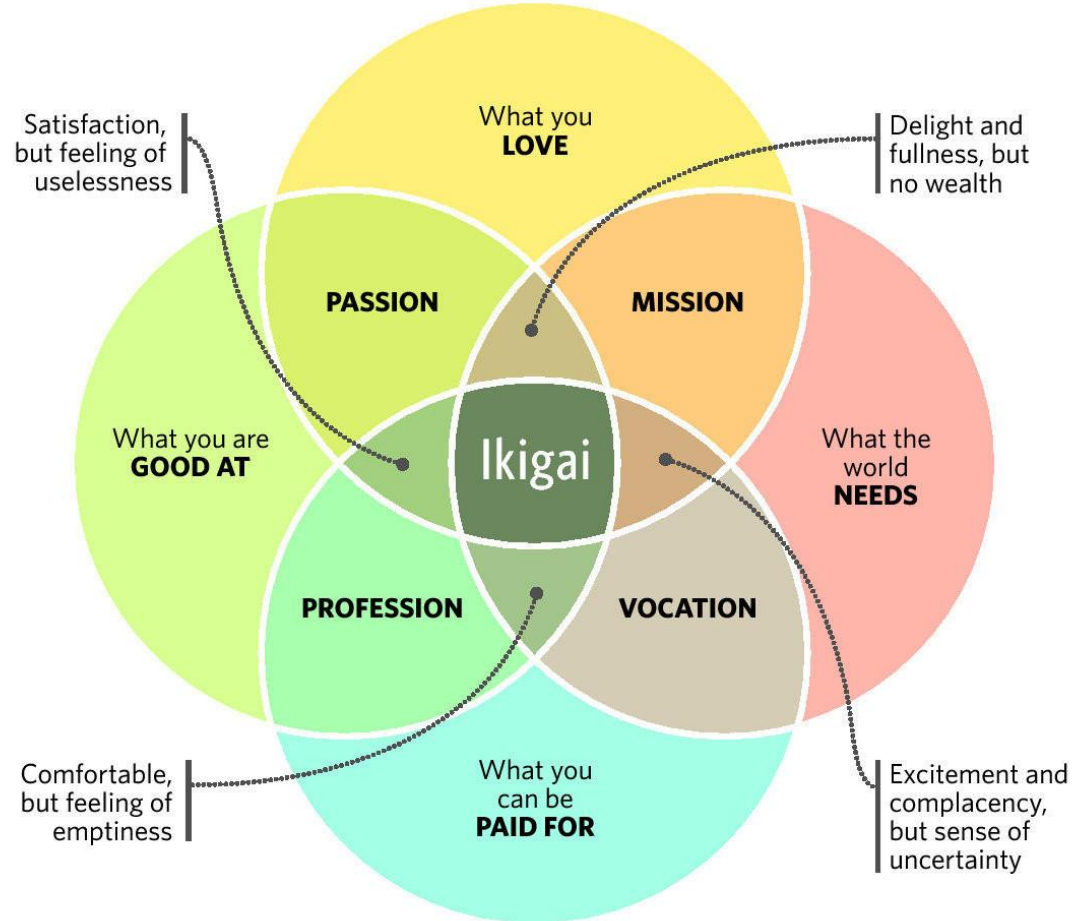 What you
LOVE
Satisfaction,
but feeling of
uselessness
Delight and
fullness, but
no wealth
PASSION
MISSION
What you are
GOOD AT
Ikigai
What the
world
NEEDS
PROFESSION
VOCATION
Comfortable,
but feeling of
emptiness
What you
can be
PAID FOR
Excitement and
complacency,
but sense of
uncertainty